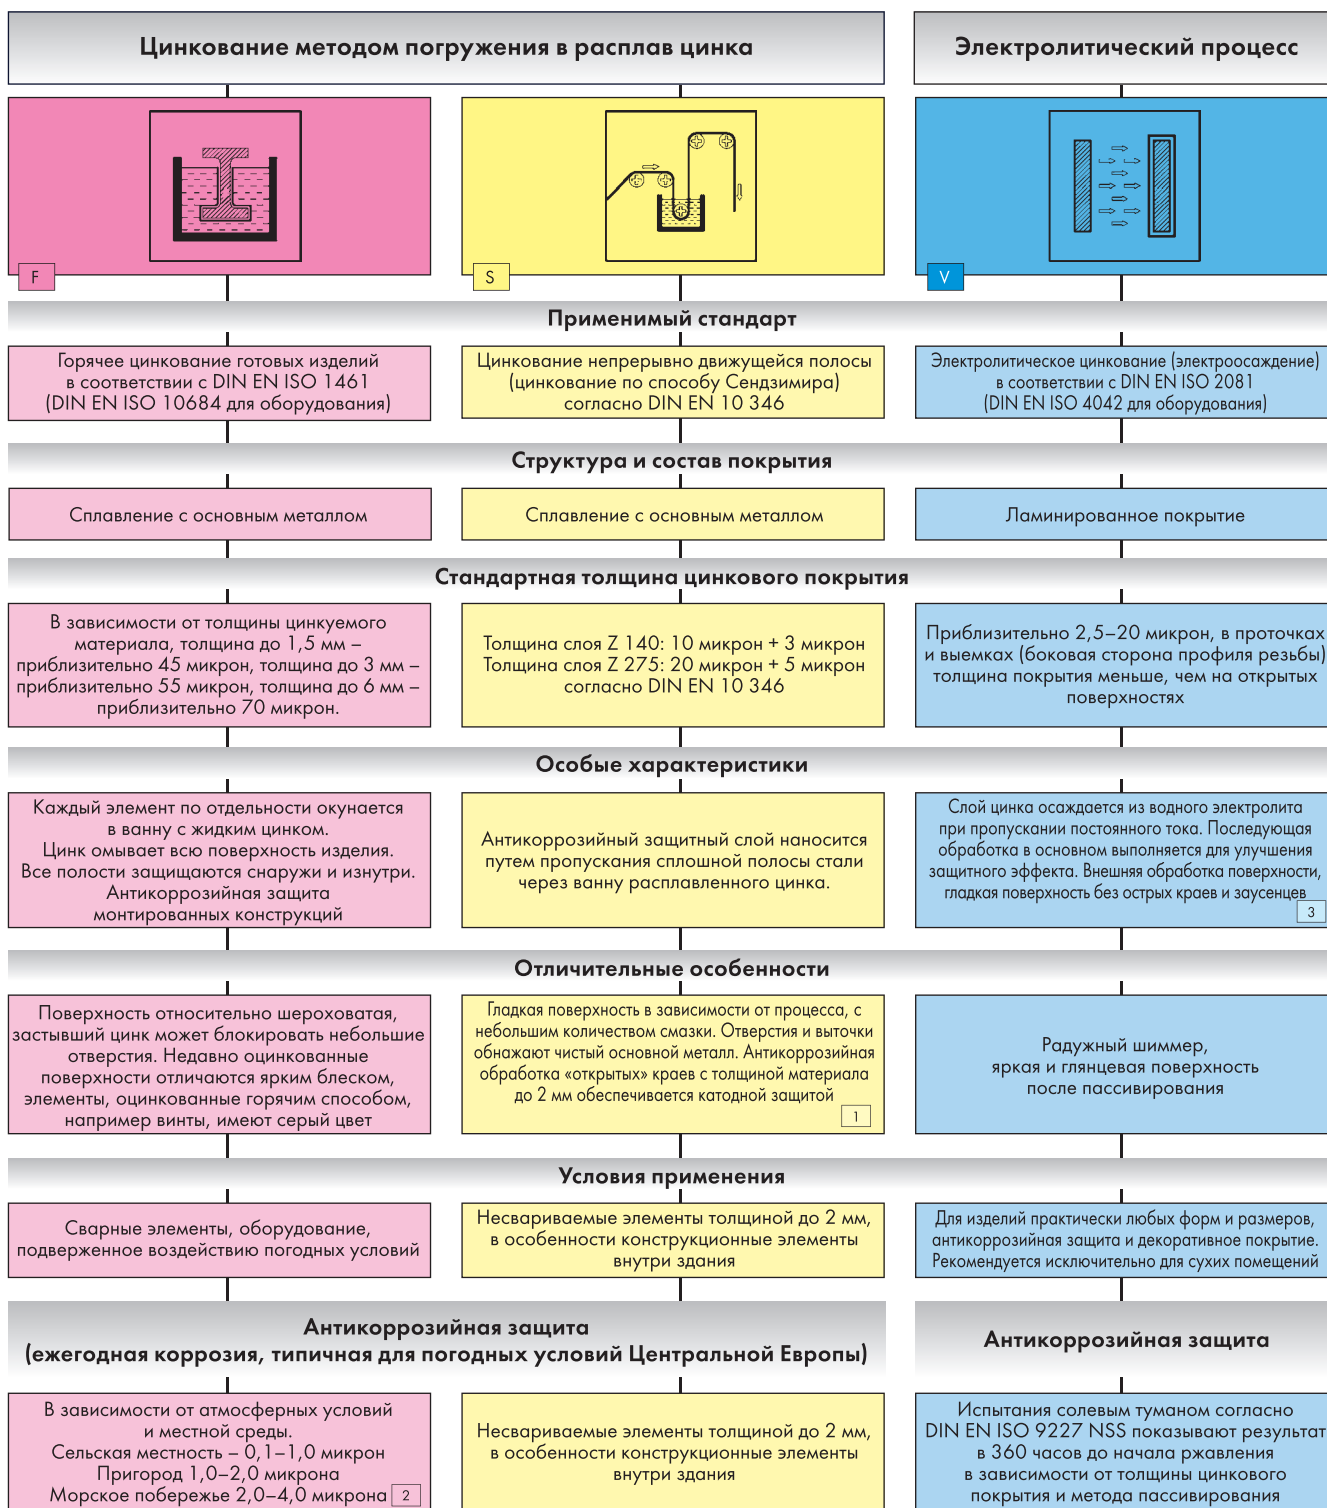 Цинкование методом погружения в расплав цинка
Электролитический процесс
F
S
V
Применимый стандарт
Горячее цинкование готовых изделий
в соответствии с DIN EN ISO 1461
(DIN EN ISO 10684 для оборудования)
Цинкование непрерывно движущейся полосы
(цинкование по способу Сендзимира)
согласно DIN EN 10 346
Электролитическое цинкование (электроосаждение)
в соответствии с DIN EN ISO 2081
(DIN EN ISO 4042 для оборудования)
Структура и состав покрытия
Сплавление с основным металлом
Сплавление с основным металлом
Ламинированное покрытие
Стандартная толщина цинкового покрытия
В зависимости от толщины цинкуемого
материала, толщина до 1,5 мм –
приблизительно 45 микрон, толщина до 3 мм –
приблизительно 55 микрон, толщина до 6 мм –
приблизительно 70 микрон.
Толщина слоя Z 140: 10 микрон + 3 микрон
Толщина слоя Z 275: 20 микрон + 5 микрон
согласно DIN EN 10 346
Приблизительно 2,5–20 микрон, в проточках
и выемках (боковая сторона профиля резьбы)
толщина покрытия меньше, чем на открытых
поверхностях
Особые характеристики
Каждый элемент по отдельности окунается
в ванну с жидким цинком.
Цинк омывает всю поверхность изделия.
Все полости защищаются снаружи и изнутри.
Антикоррозийная защита
монтированных конструкций
Антикоррозийный защитный слой наносится
путем пропускания сплошной полосы стали
через ванну расплавленного цинка.
Слой цинка осаждается из водного электролита
при пропускании постоянного тока. Последующая
обработка в основном выполняется для улучшения
защитного эффекта. Внешняя обработка поверхности,
гладкая поверхность без острых краев и заусенцев
3
Отличительные особенности
Поверхность относительно шероховатая,
застывший цинк может блокировать небольшие
отверстия. Недавно оцинкованные
поверхности отличаются ярким блеском,
элементы, оцинкованные горячим способом,
например винты, имеют серый цвет
Гладкая поверхность в зависимости от процесса, с
небольшим количеством смазки. Отверстия и выточки
обнажают чистый основной металл. Антикоррозийная
обработка «открытых» краев с толщиной материала
до 2 мм обеспечивается катодной защитой
1
Радужный шиммер,
яркая и глянцевая поверхность
после пассивирования
Условия применения
Сварные элементы, оборудование,
подверженное воздействию погодных условий
Несвариваемые элементы толщиной до 2 мм,
в особенности конструкционные элементы
внутри здания
Для изделий практически любых форм и размеров,
антикоррозийная защита и декоративное покрытие.
Рекомендуется исключительно для сухих помещений
Антикоррозийная защита
(ежегодная коррозия, типичная для погодных условий Центральной Европы)
Антикоррозийная защита
В зависимости от атмосферных условий
и местной среды.
Сельская местность – 0,1–1,0 микрон
Пригород 1,0–2,0 микрона
Морское побережье 2,0–4,0 микрона
2
Несвариваемые элементы толщиной до 2 мм,
в особенности конструкционные элементы
внутри здания
Испытания солевым туманом согласно
DIN EN ISO 9227 NSS показывают результат
в 360 часов до начала ржавления
в зависимости от толщины цинкового
покрытия и метода пассивирования